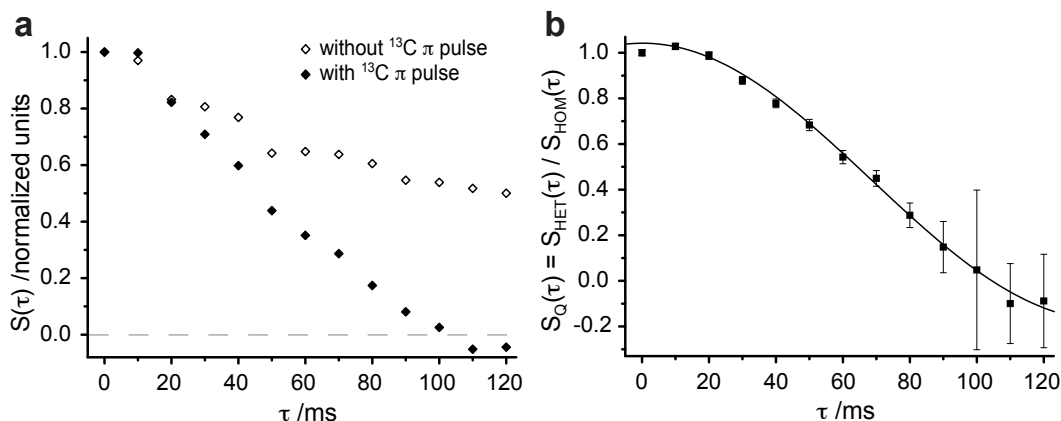 a
without ¹³C π pulse
with ¹³C π pulse
S(τ) /normalized units
1.0
0.8
0.6
0.4
0.2
0.0
0 20 40 60 80 100 120
τ /ms
b
S_Q(τ) = S_HET(τ) / S_HOM(τ)
1.0
0.8
0.6
0.4
0.2
0.0
-0.2
0 20 40 60 80 100 120
τ /ms